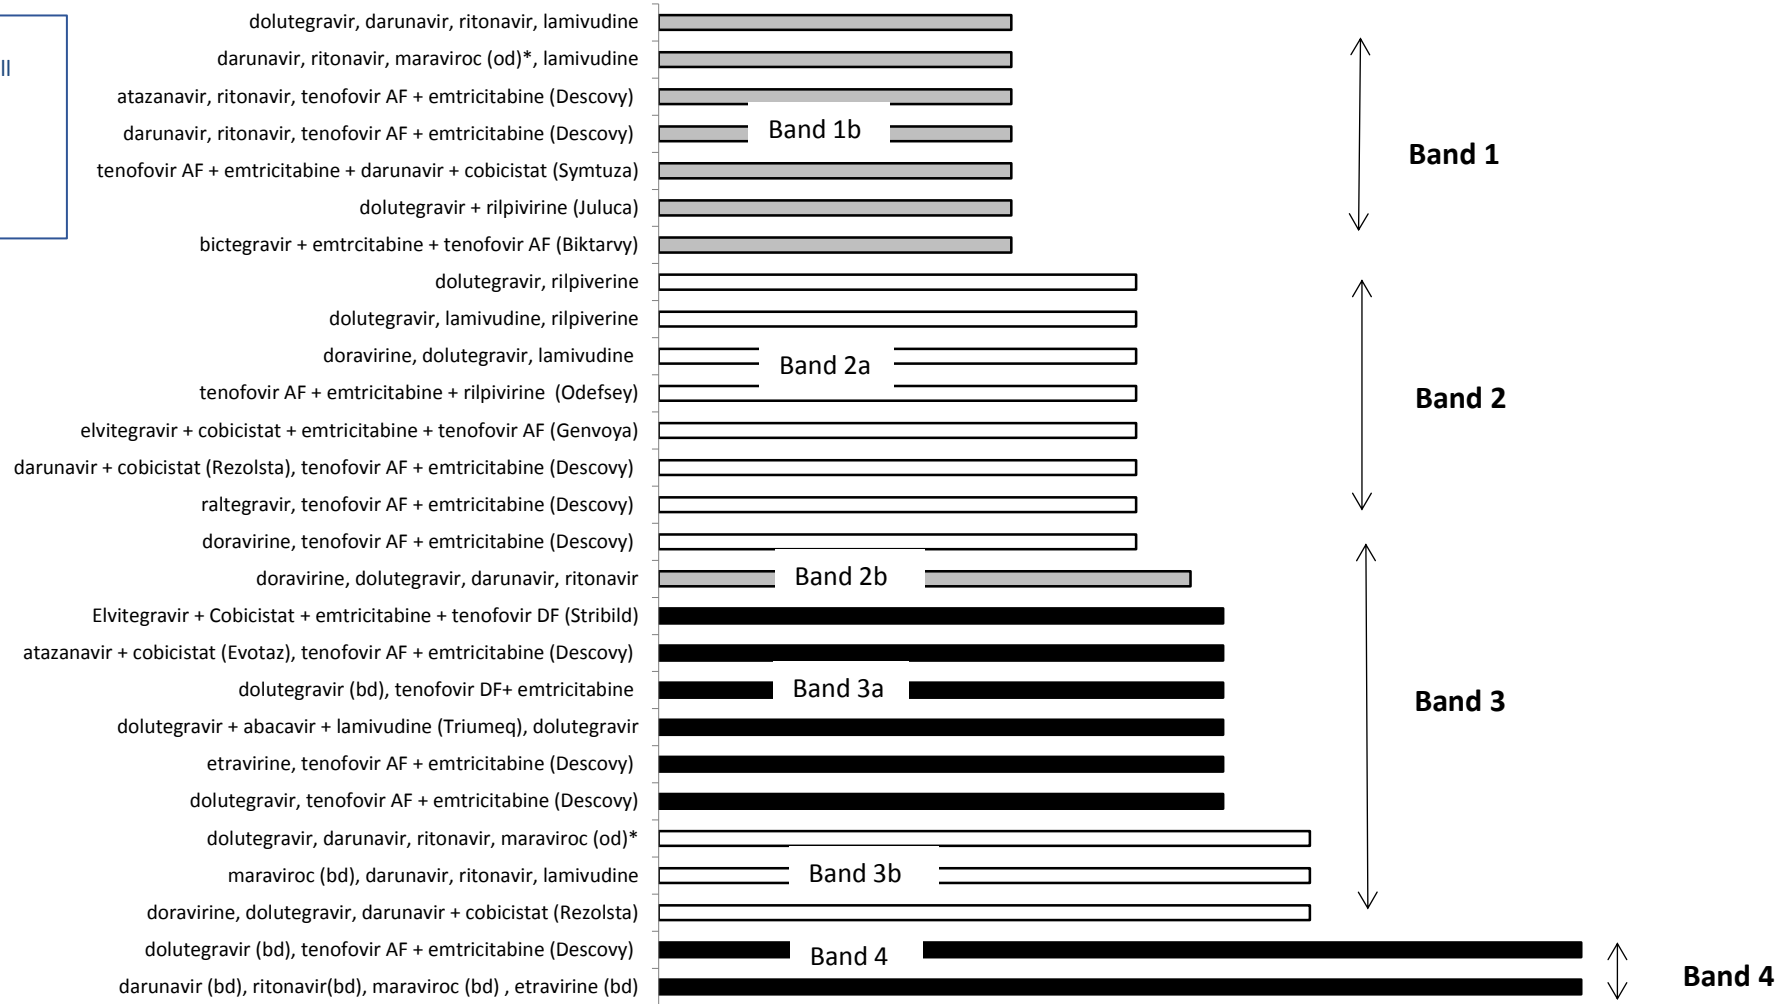 ll
dolutegravir, darunavir, ritonavir, lamivudine
darunavir, ritonavir, maraviroc (od)*, lamivudine
atazanavir, ritonavir, tenofovir AF + emtricitabine (Descovy)
Band 1b
darunavir, ritonavir, tenofovir AF + emtricitabine (Descovy)
Band 1
tenofovir AF + emtricitabine + darunavir + cobicistat (Symtuza)
dolutegravir + rilpivirine (Juluca)
bictegravir + emtrcitabine + tenofovir AF (Biktarvy)
dolutegravir, rilpiverine
dolutegravir, lamivudine, rilpiverine
doravirine, dolutegravir, lamivudine
Band 2a
tenofovir AF + emtricitabine + rilpivirine (Odefsey)
Band 2
elvitegravir + cobicistat + emtricitabine + tenofovir AF (Genvoya)
darunavir + cobicistat (Rezolsta), tenofovir AF + emtricitabine (Descovy)
raltegravir, tenofovir AF + emtricitabine (Descovy)
doravirine, tenofovir AF + emtricitabine (Descovy)
doravirine, dolutegravir, darunavir, ritonavir
Band 2b
Elvitegravir + Cobicistat + emtricitabine + tenofovir DF (Stribild)
atazanavir + cobicistat (Evotaz), tenofovir AF + emtricitabine (Descovy)
dolutegravir (bd), tenofovir DF+ emtricitabine
Band 3a
Band 3
dolutegravir + abacavir + lamivudine (Triumeq), dolutegravir
etravirine, tenofovir AF + emtricitabine (Descovy)
dolutegravir, tenofovir AF + emtricitabine (Descovy)
dolutegravir, darunavir, ritonavir, maraviroc (od)*
maraviroc (bd), darunavir, ritonavir, lamivudine
Band 3b
doravirine, dolutegravir, darunavir + cobicistat (Rezolsta)
dolutegravir (bd), tenofovir AF + emtricitabine (Descovy)
Band 4
Band 4
darunavir (bd), ritonavir(bd), maraviroc (bd) , etravirine (bd)